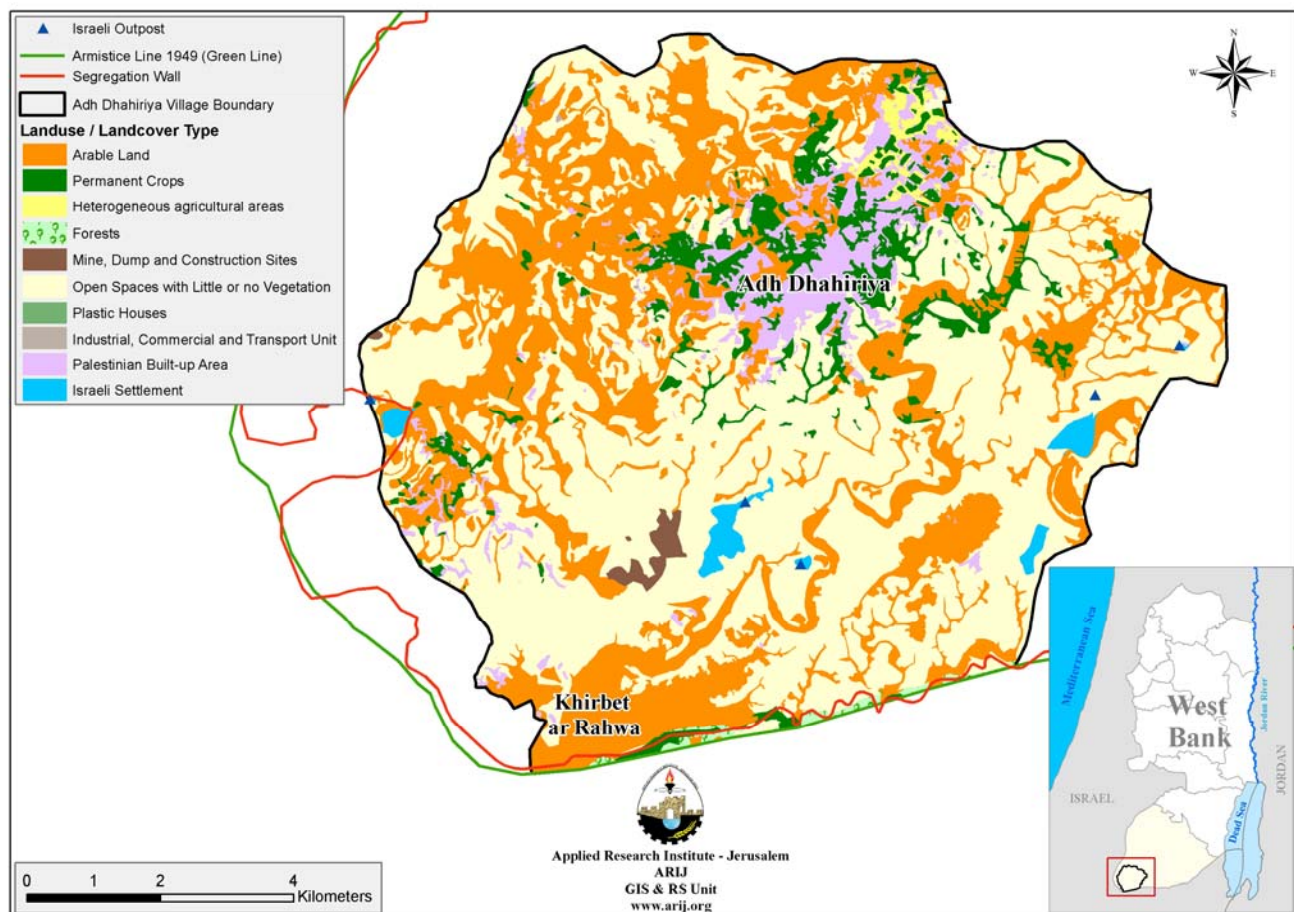 Israeli Outpost
Armistice Line 1949 (Green Line)
Segregation Wall
Adh Dhahiriya Village Boundary
Landuse / Landcover Type
Arable Land
Permanent Crops
Heterogeneous agricultural areas
Forests
Mine, Dump and Construction Sites
Open Spaces with Little or no Vegetation
Plastic Houses
Industrial, Commercial and Transport Unit
Palestinian Built-up Area
Israeli Settlement
N
W E
S
Adh Dhahiriya
Khirbet
ar Rahwa
Applied Research Institute - Jerusalem
ARIJ
GIS & RS Unit
www.arij.org
0 1 2 4
Kilometers
Mediterranean Sea
West
Bank
Jordan River
JORDAN
ISRAEL
Dead Sea